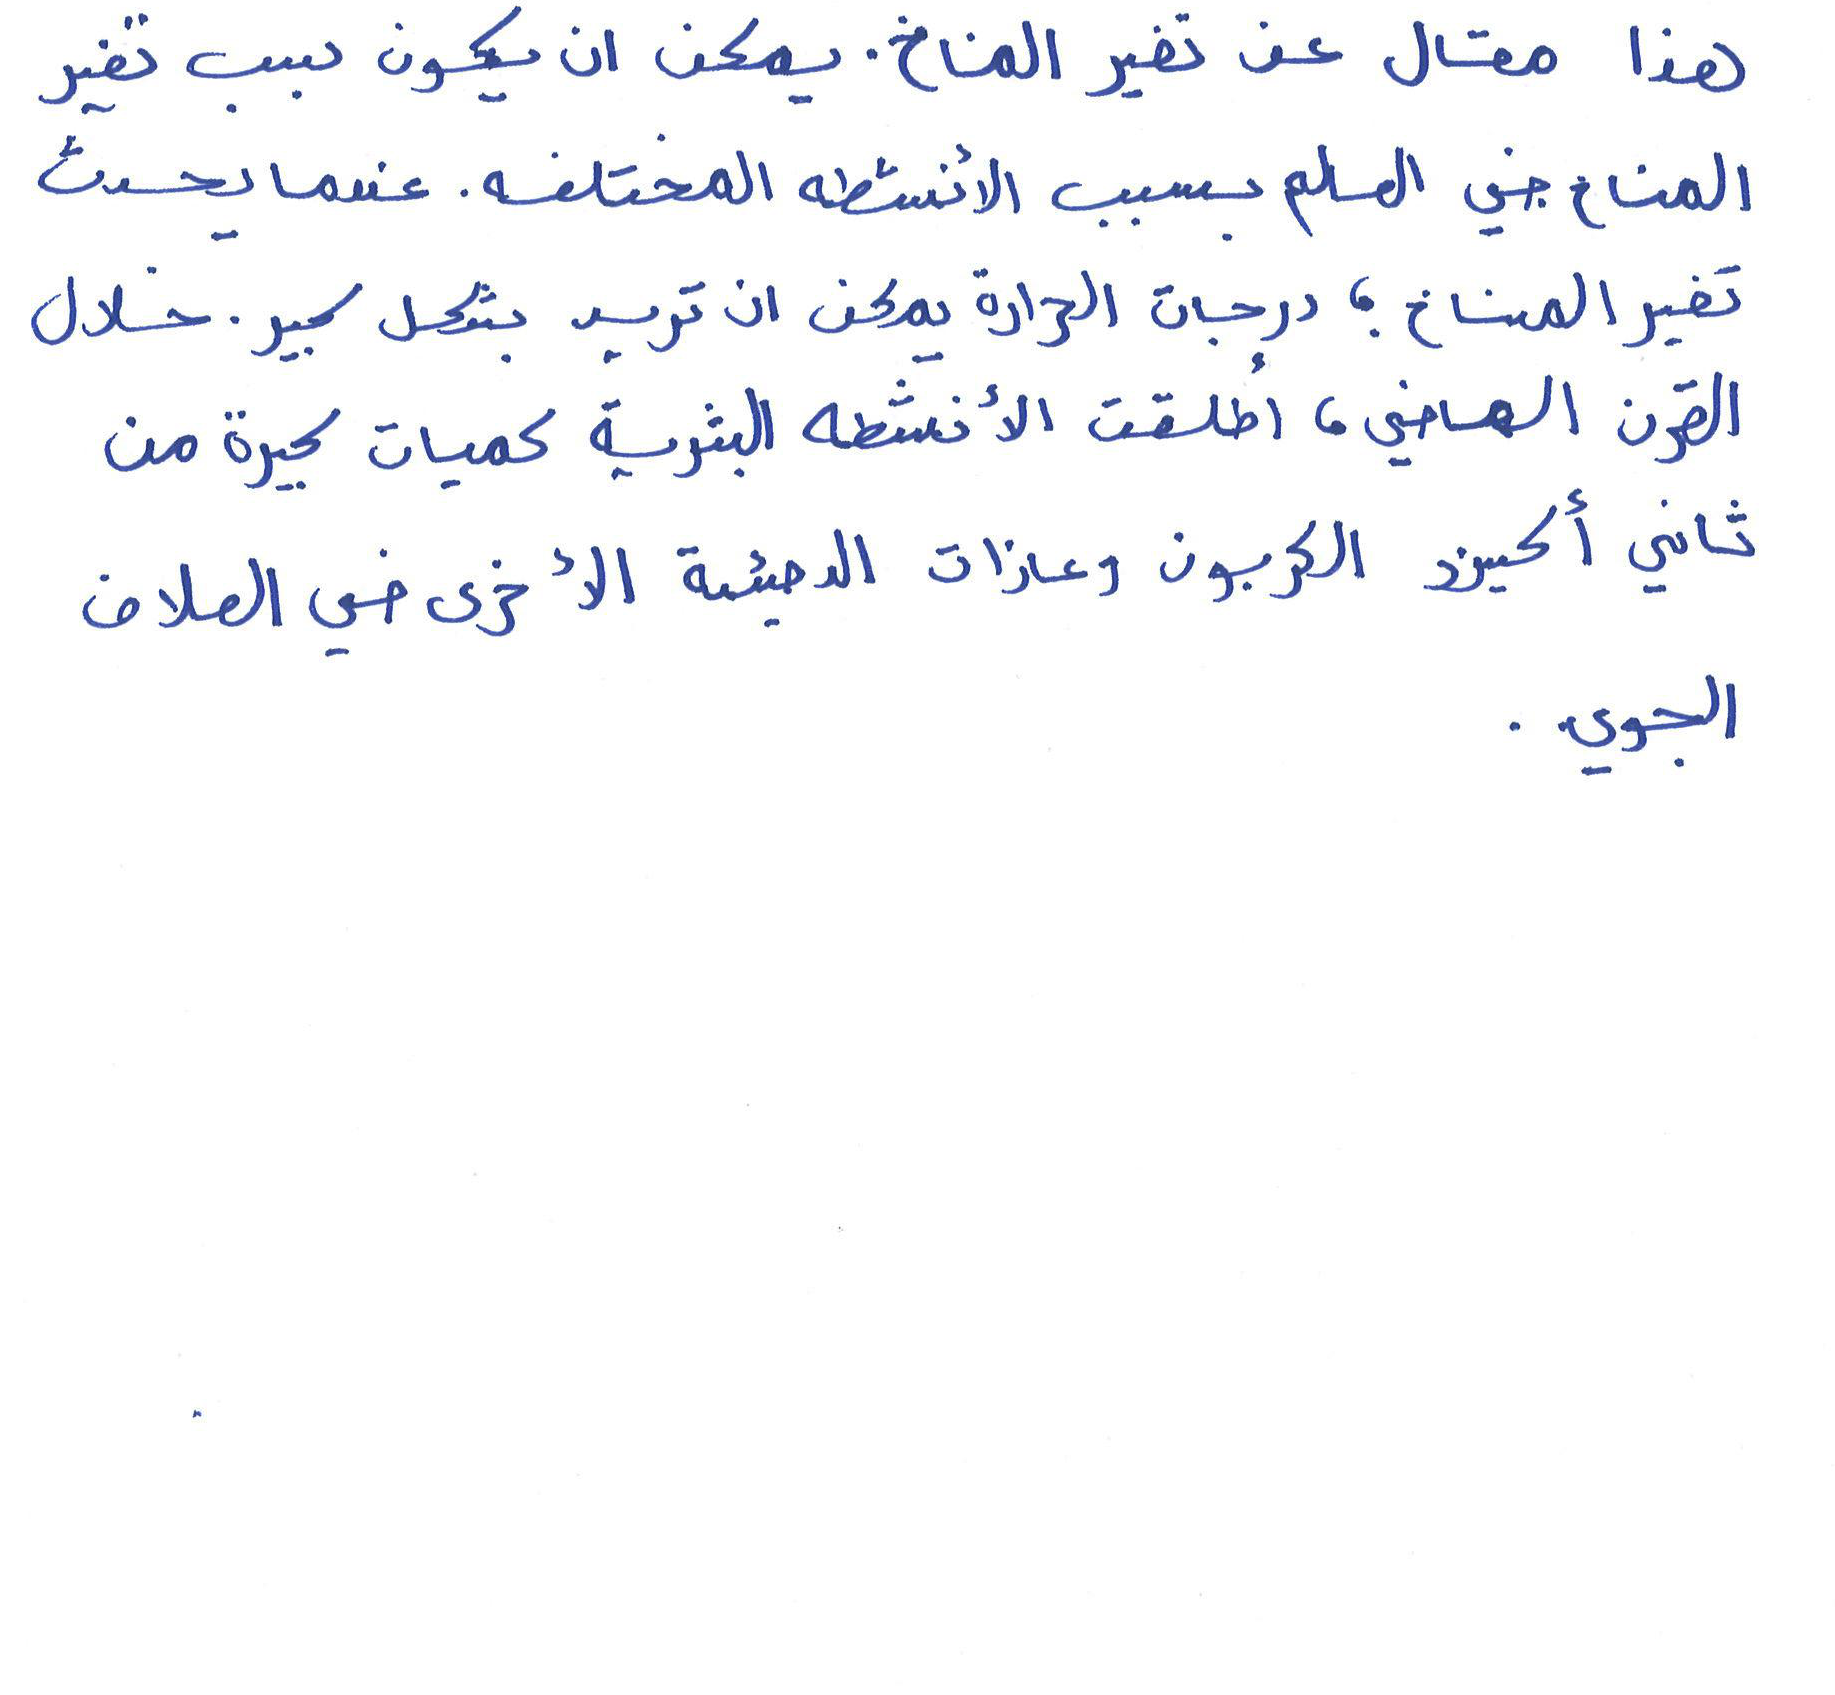 هذا مقال عن تغير المناخ. يمكن ان يكون سبب تغير
المناخ في العالم بسبب الأنشطه المختلفه. عندما يحدث
تغير المناخ ، درجات الحرارة يمكن ان تزيد بشكل كبير. خلال
القرن الماضي، أطلقت الأنشطه البشرية كميات كبيرة من
ثاني أكسيد الكربون وغازات الدفيئة الأخرى في الغلاف
الجوي.